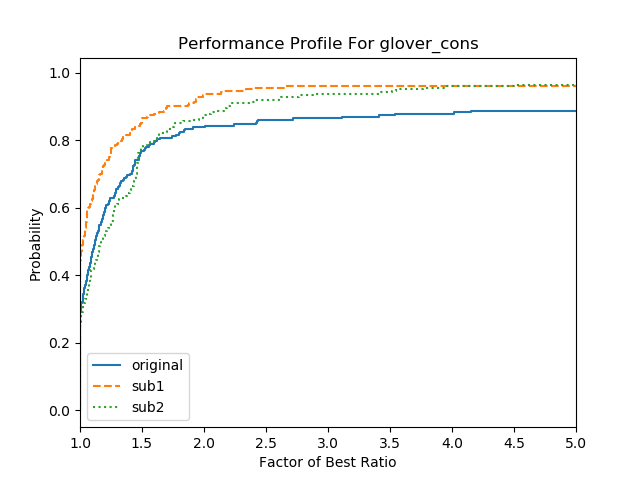 Performance Profile For glover_cons
Probability
1.0
0.8
0.6
0.4
0.2
0.0
original
sub1
sub2
1.0 1.5 2.0 2.5 3.0 3.5 4.0 4.5 5.0
Factor of Best Ratio